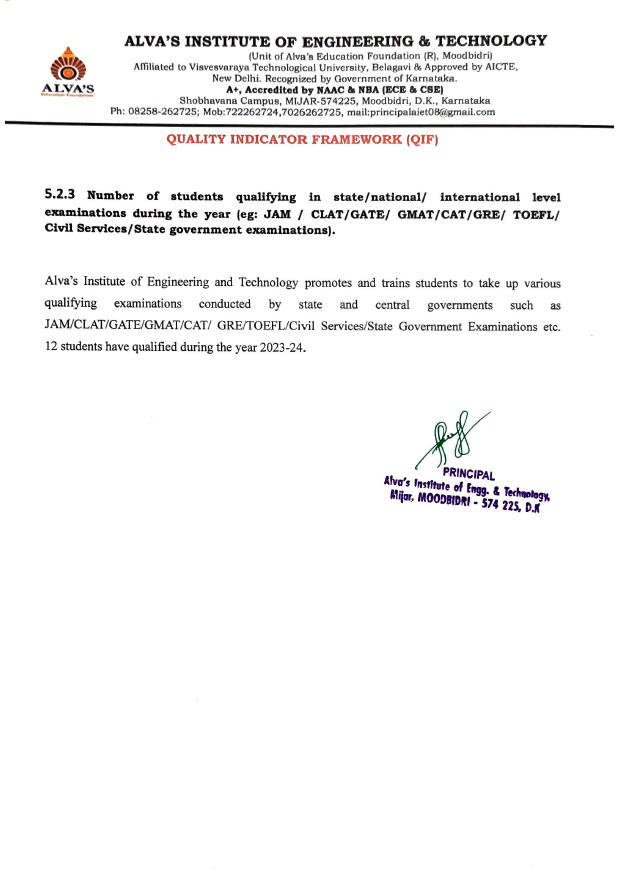 ALVA'S INSTITUTE OF ENGINEERING & TECHNOLOGY
(Unit of Alva's Education Foundation (R), Moodbidri)
Affiliated to Visvesvaraya Technological University, Belagavi & Approved by AICTE,
New Delhi. Recognized by Government of Karnataka.
A+, Accredited by NAAC & NBA (ECE & CSE)
Shobhavana Campus, MIJAR-574225, Moodbidri, D.K., Karnataka
Ph: 08258-262725; Mob:722262724,7026262725, mail:principalaiet08@gmail.com
ALVA'S
QUALITY INDICATOR FRAMEWORK (QIF)
5.2.3 Number of students qualifying in state/national/ international level
examinations during the year (eg: JAM / CLAT/GATE/ GMAT/CAT/GRE/ TOEFL/
Civil Services/State government examinations).
Alva's Institute of Engineering and Technology promotes and trains students to take up various
qualifying examinations conducted by state and central governments such as
JAM/CLAT/GATE/GMAT/CAT/ GRE/TOEFL/Civil Services/State Government Examinations etc.
12 students have qualified during the year 2023-24.
PRINCIPAL
Alva's Institute of Engg. & Technology,
Mijar, MOODBIDRI - 574 225, D.K